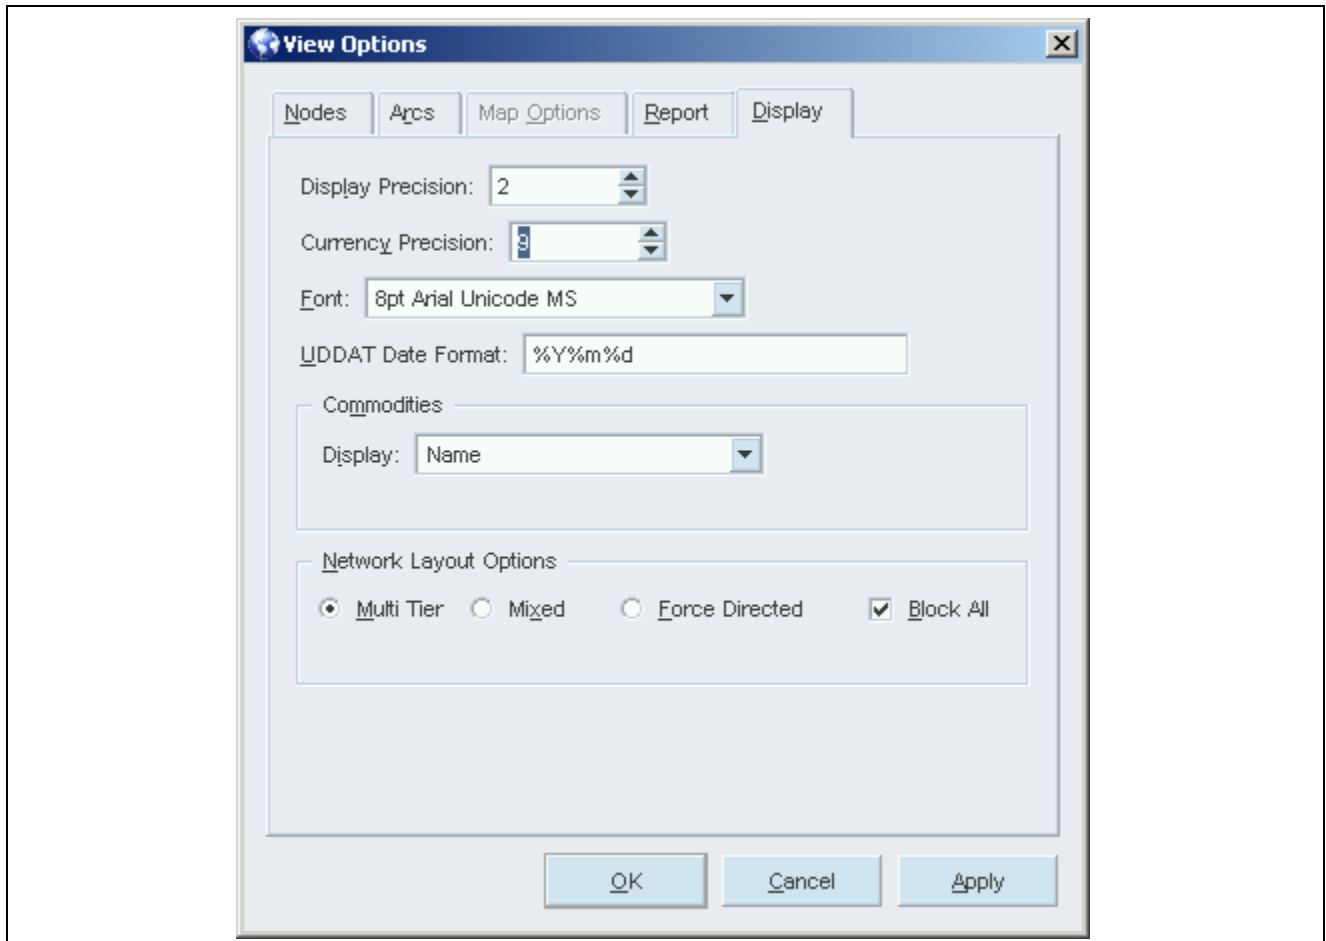 View Options
Nodes Arcs Map Options Report Display
Display Precision: 2
Currency Precision: 9
Font: 8pt Arial Unicode MS
UDDAT Date Format: %Y%m%d
Commodities
Display: Name
Network Layout Options
Multi Tier Mixed Force Directed Block All
OK Cancel Apply